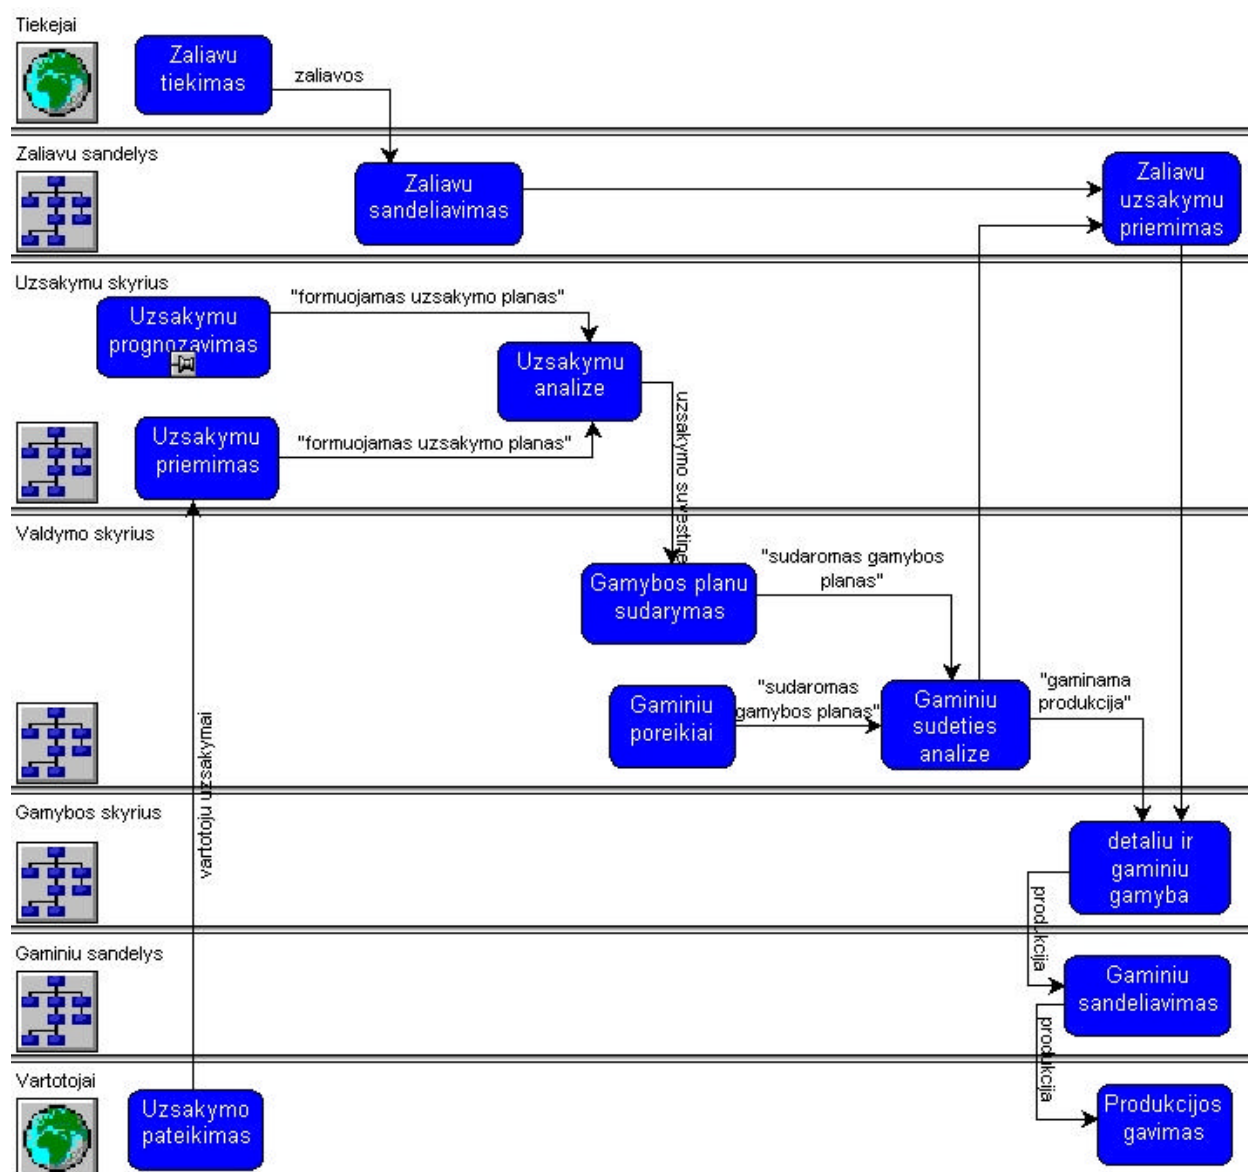 Tiekejai
Zaliavu
tiekimas
zaliavos
Zaliavu sandelys
Zaliavu
sandeliavimas
Zaliavu
uzsakymu
priemimas
Uzsakymu skyrius
Uzsakymu
prognozavimas
"formuojamas uzsakymo planas"
Uzsakymu
analize
Uzsakymu
priemimas
"formuojamas uzsakymo planas"
uzsakymo suvestine
Valdymo skyrius
Gamybos planu
sudarymas
"sudaromas gamybos
planas"
Gaminiu
poreikiai
"sudaromas
gamybos planas"
Gaminiu
sudeties
analize
"gaminama
produkcija"
vartotoju uzsakymai
Gamybos skyrius
detaliu ir
gaminiu
gamyba
produkcija
Gaminiu sandelys
Gaminiu
sandeliavimas
produkcija
Vartotojai
Uzsakymo
pateikimas
Produkcijos
gavimas